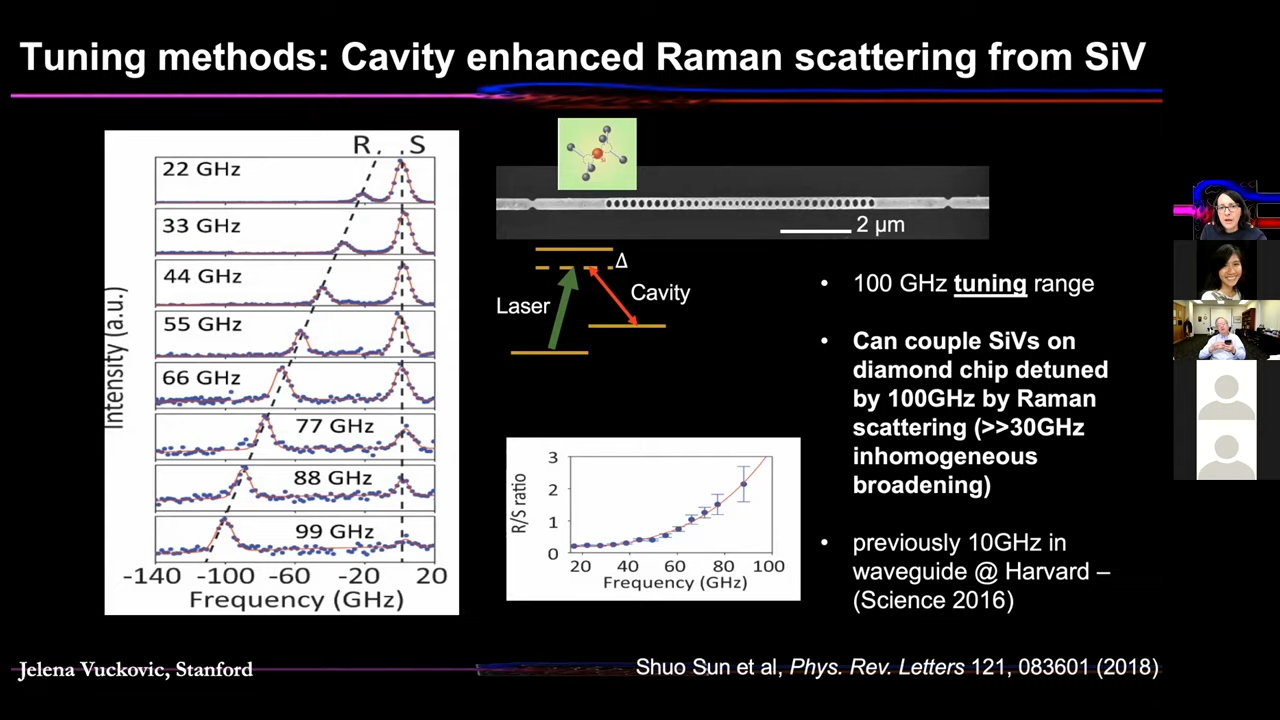 Tuning methods: Cavity enhanced Raman scattering from SiV
R S
22 GHz
33 GHz
44 GHz
55 GHz
66 GHz
77 GHz
88 GHz
99 GHz
Intensity (a.u.)
-140 -100 -60 -20 20
Frequency (GHz)
2 μm
Δ
Laser
Cavity
3
2
1
0
R/S ratio
20 40 60 80 100
Frequency (GHz)
• 100 GHz tuning range
• Can couple SiVs on
diamond chip detuned
by 100GHz by Raman
scattering (>>30GHz
inhomogeneous
broadening)
• previously 10GHz in
waveguide @ Harvard –
(Science 2016)
Jelena Vuckovic, Stanford
Shuo Sun et al, Phys. Rev. Letters 121, 083601 (2018)